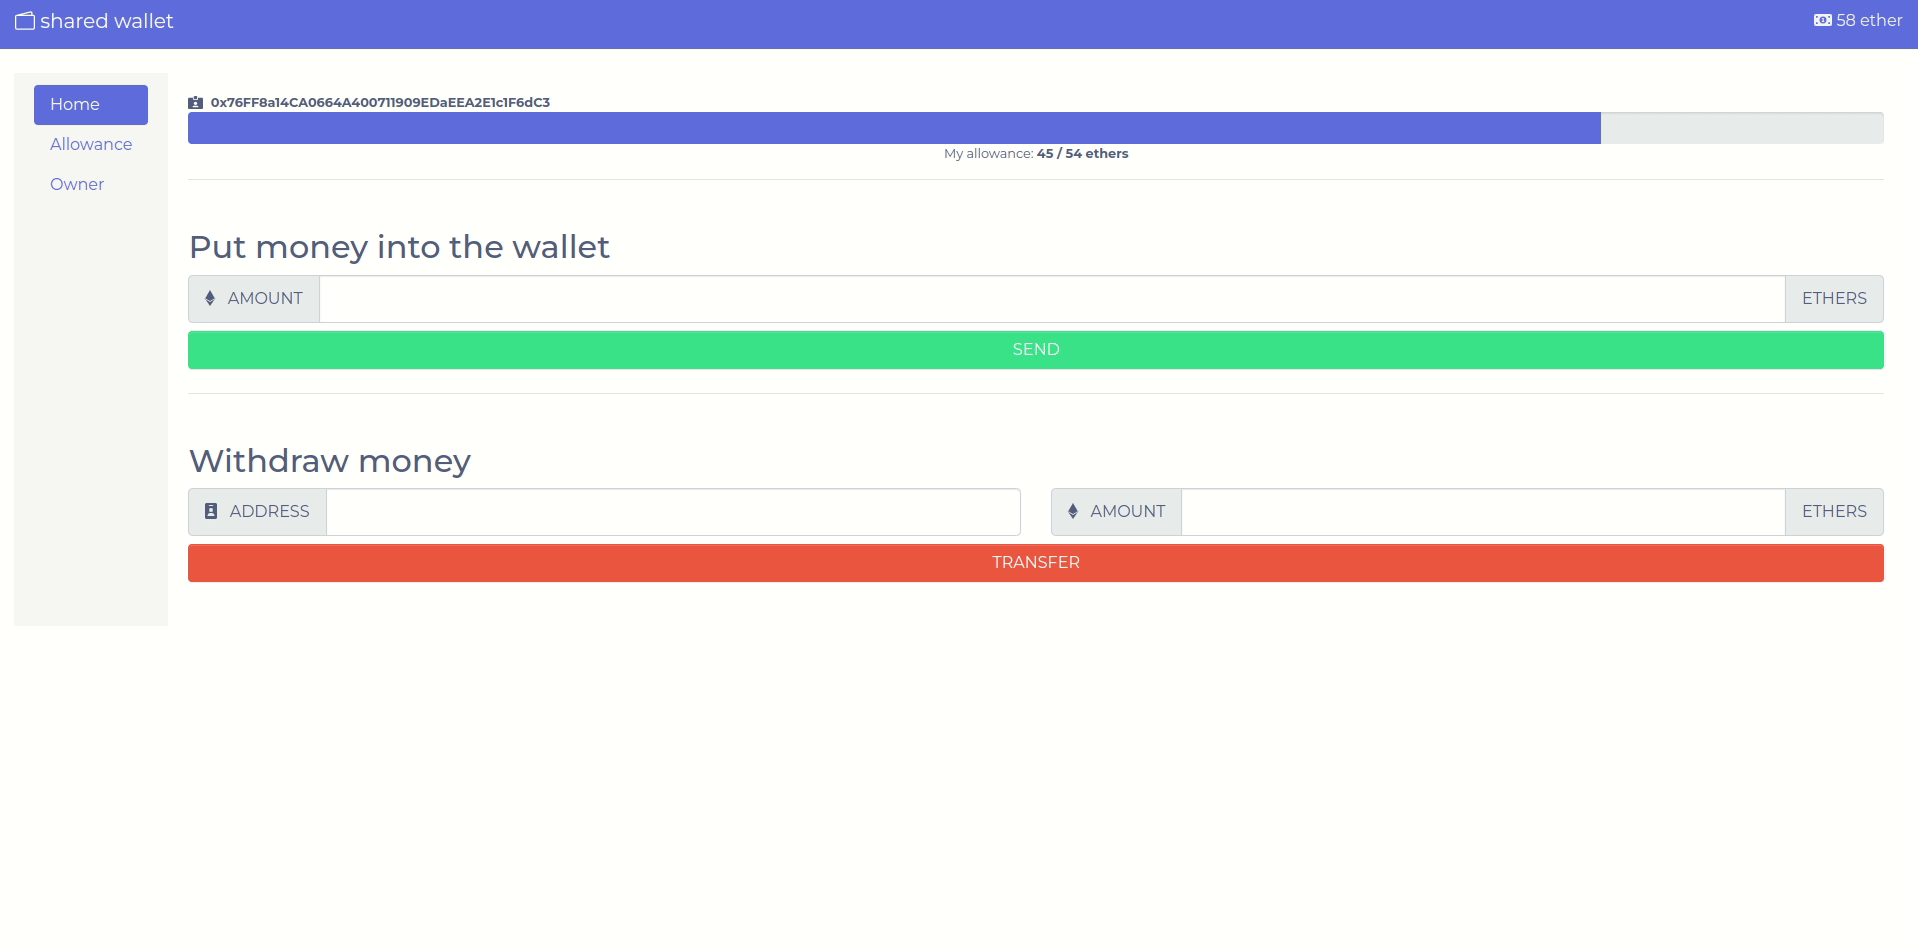 shared wallet
58 ether
Home
Allowance
Owner
0x76FF8a14CA0664A400711909EDaEEA2E1c1F6dC3
My allowance: 45 / 54 ethers
Put money into the wallet
AMOUNT
ETHERS
SEND
Withdraw money
ADDRESS
AMOUNT
ETHERS
TRANSFER